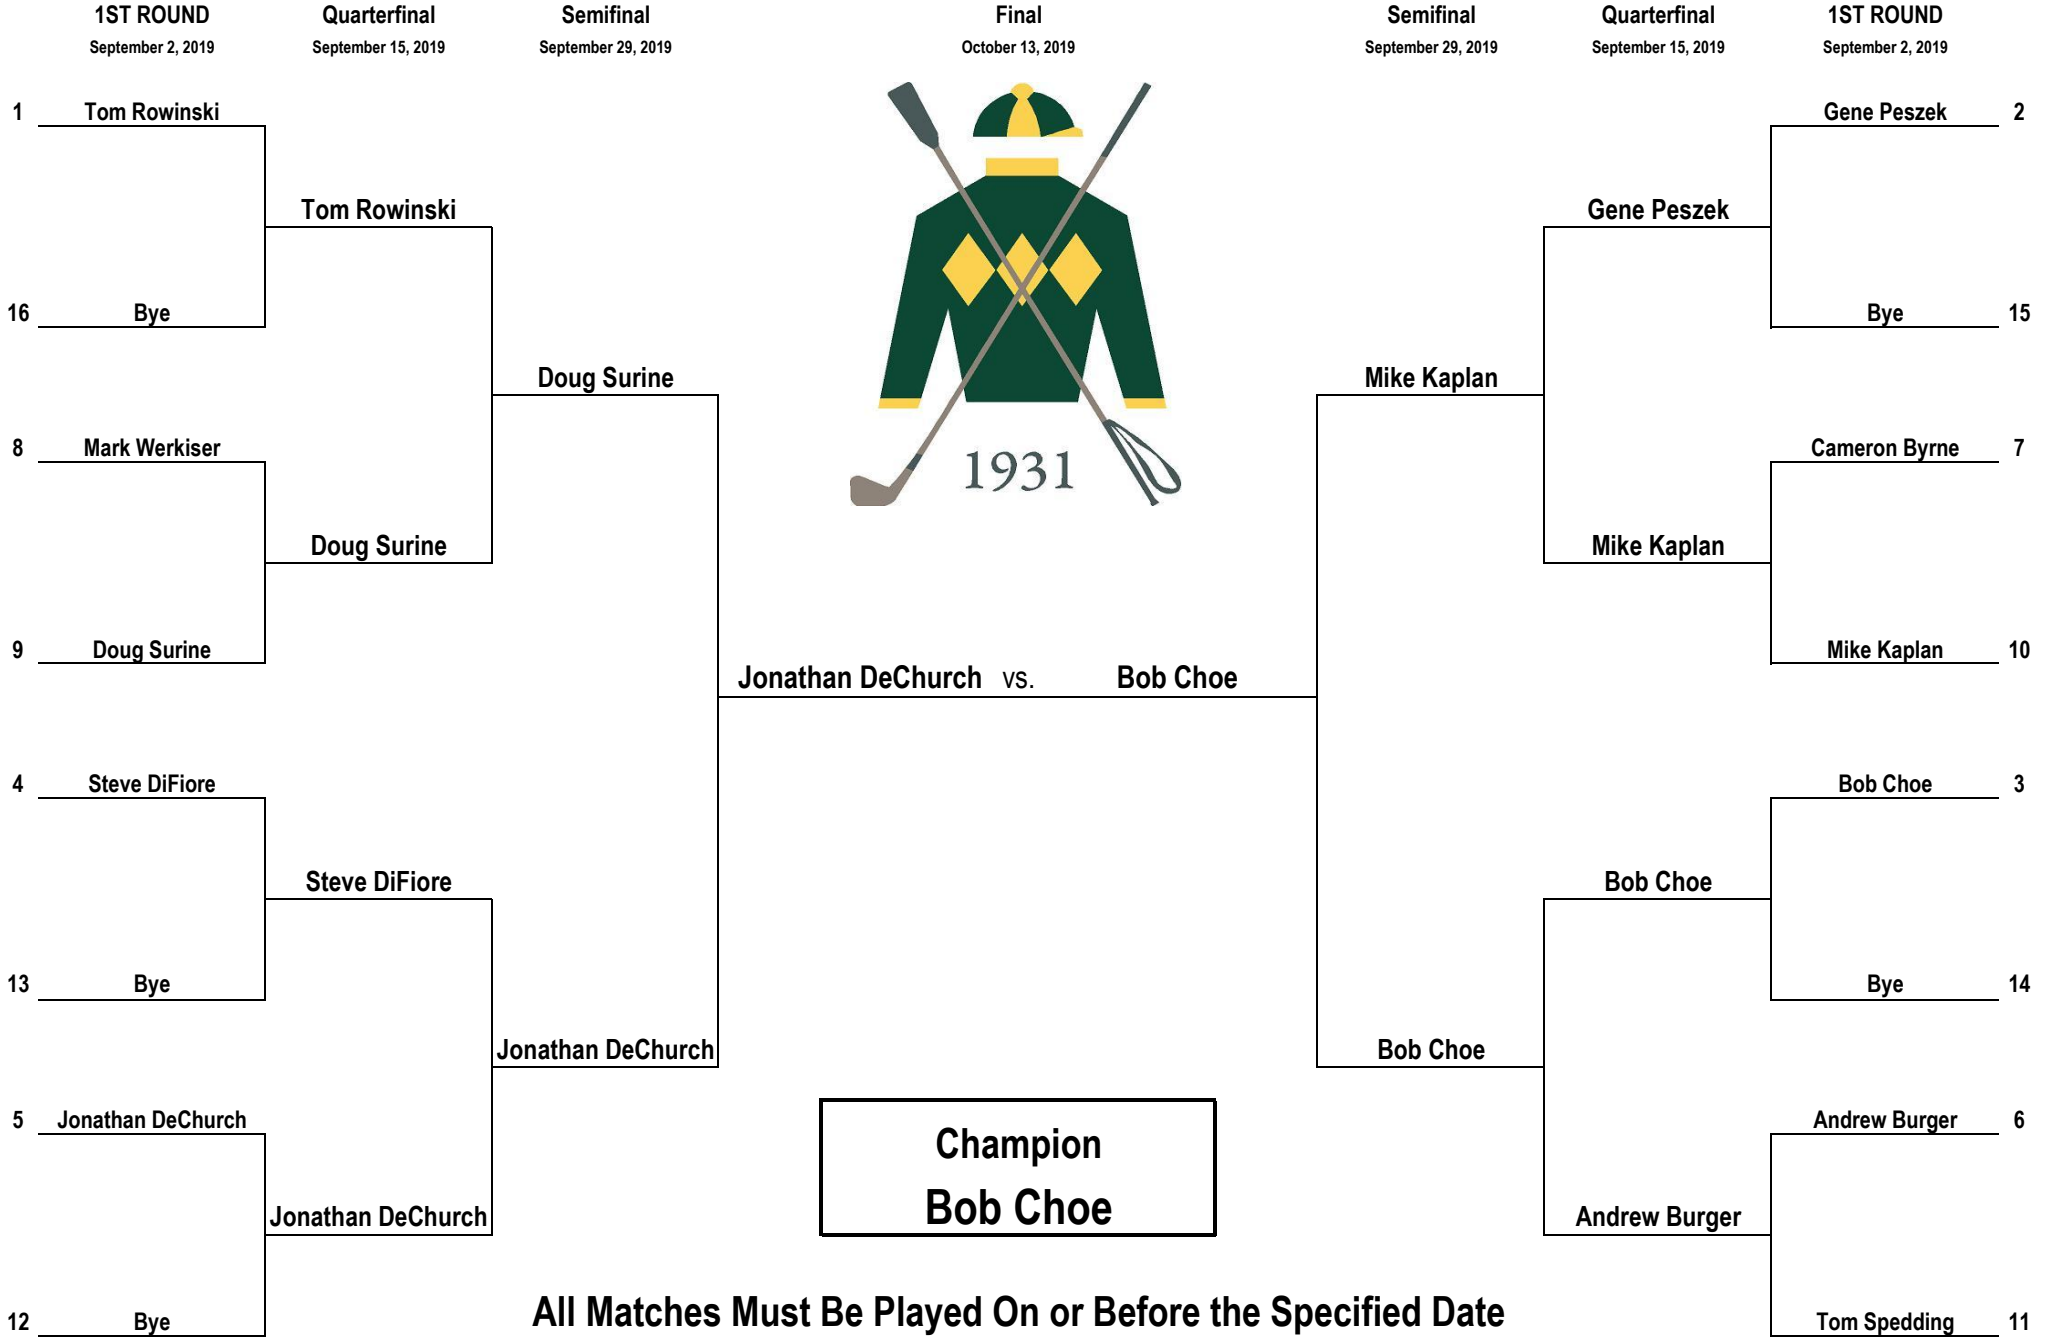 1ST ROUND Quarterfinal Semifinal Final Semifinal Quarterfinal 1ST ROUND
September 2, 2019 September 15, 2019 September 29, 2019 October 13, 2019 September 29, 2019 September 15, 2019 September 2, 2019
1 Tom Rowinski Gene Peszek 2
Tom Rowinski Gene Peszek
16 Bye Bye 15
Doug Surine Mike Kaplan
8 Mark Werkiser Cameron Byrne 7
1931
Doug Surine Mike Kaplan
9 Doug Surine Mike Kaplan 10
Jonathan DeChurch vs. Bob Choe
4 Steve DiFiore Bob Choe 3
Steve DiFiore Bob Choe
13 Bye Bye 14
Jonathan DeChurch Bob Choe
5 Jonathan DeChurch Andrew Burger 6
Champion
Bob Choe
Jonathan DeChurch Andrew Burger
All Matches Must Be Played On or Before the Specified Date
12 Bye Tom Spedding 11